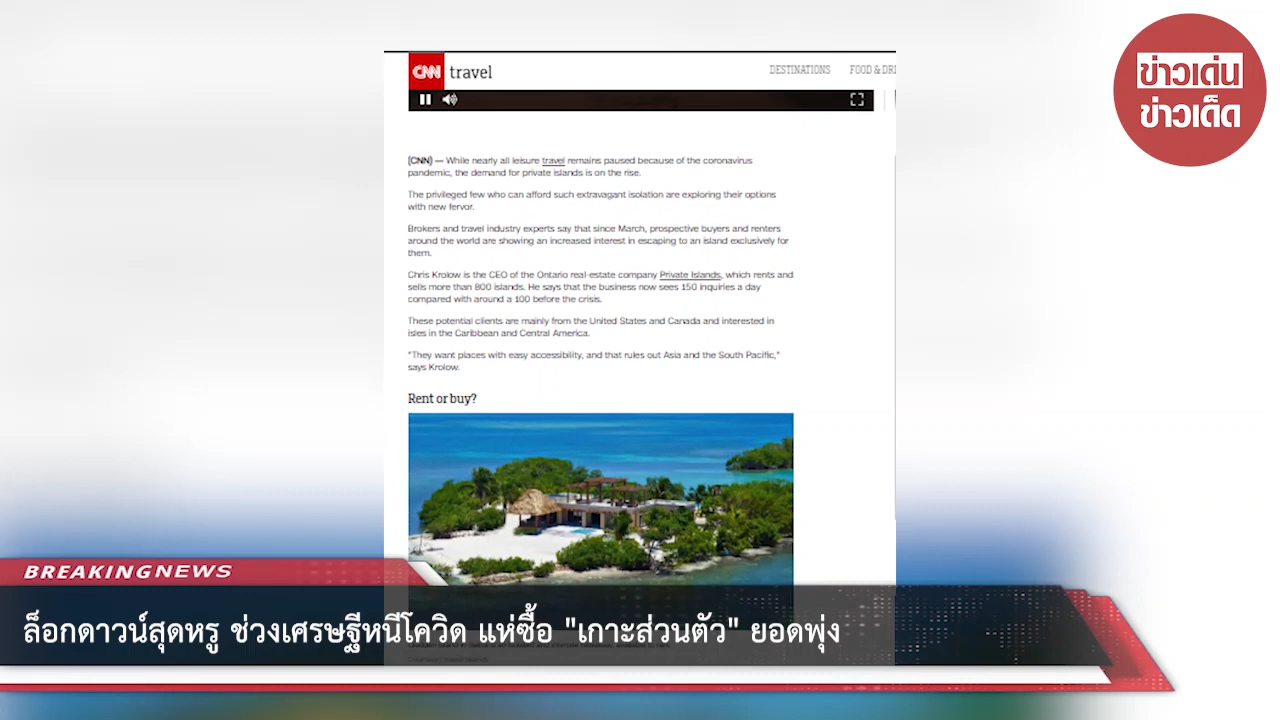 CNN travel
DESTINATIONS FOOD & DRI
ข่าวเด่น
ข่าวเด็ด
(CNN) — While nearly all leisure travel remains paused because of the coronavirus
pandemic, the demand for private islands is on the rise.
The privileged few who can afford such extravagant isolation are exploring their options
with new fervor.
Brokers and travel industry experts say that since March, prospective buyers and renters
around the world are showing an increased interest in escaping to an island exclusively for
them.
Chris Krolow is the CEO of the Ontario real-estate company Private Islands, which rents and
sells more than 800 islands. He says that the business now sees 150 inquiries a day
compared with around a 100 before the crisis.
These potential clients are mainly from the United States and Canada and interested in
isles in the Caribbean and Central America.
"They want places with easy accessibility, and that rules out Asia and the South Pacific,"
says Krolow.
Rent or buy?
BREAKING NEWS
ล็อกดาวน์สุดหรู ช่วงเศรษฐีหนีโควิด แห่ซื้อ "เกาะส่วนตัว" ยอดพุ่ง